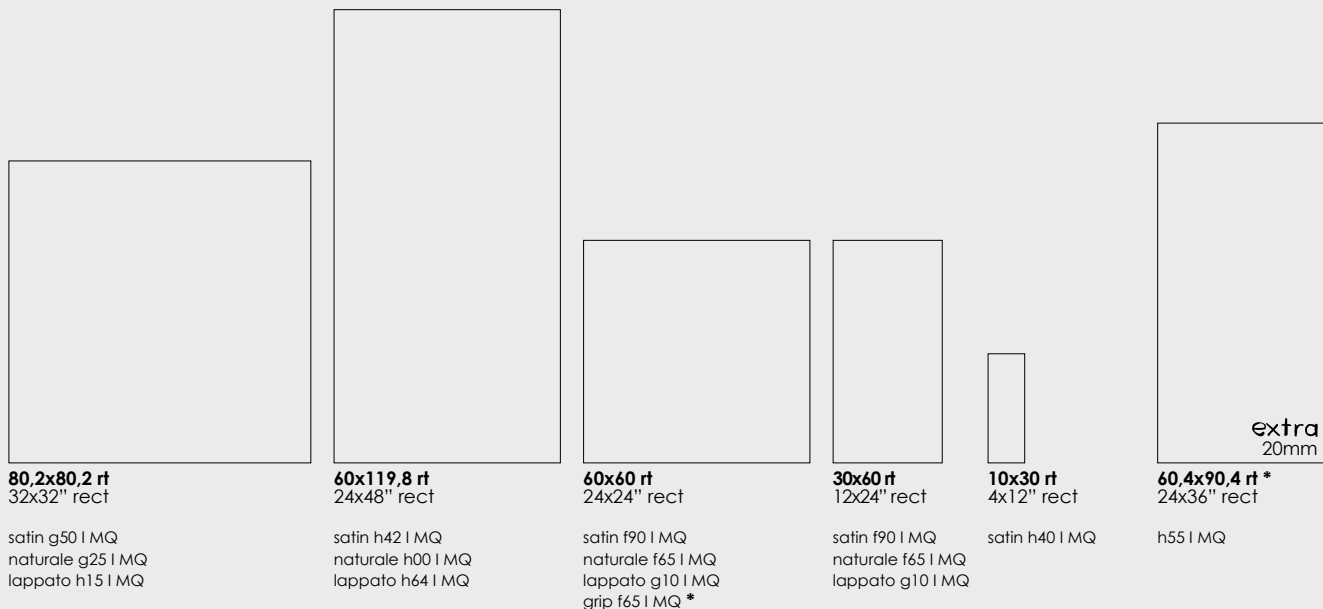 extra
20mm
80,2x80,2 rt
32x32” rect
satin g50 I MQ
naturale g25 I MQ
lappato h15 I MQ
60x119,8 rt
24x48” rect
satin h42 I MQ
naturale h00 I MQ
lappato h64 I MQ
60x60 rt
24x24” rect
satin f90 I MQ
naturale f65 I MQ
lappato g10 I MQ
grip f65 I MQ *
30x60 rt
12x24” rect
satin f90 I MQ
naturale f65 I MQ
lappato g10 I MQ
10x30 rt
4x12” rect
satin h40 I MQ
60,4x90,4 rt *
24x36” rect
h55 I MQ